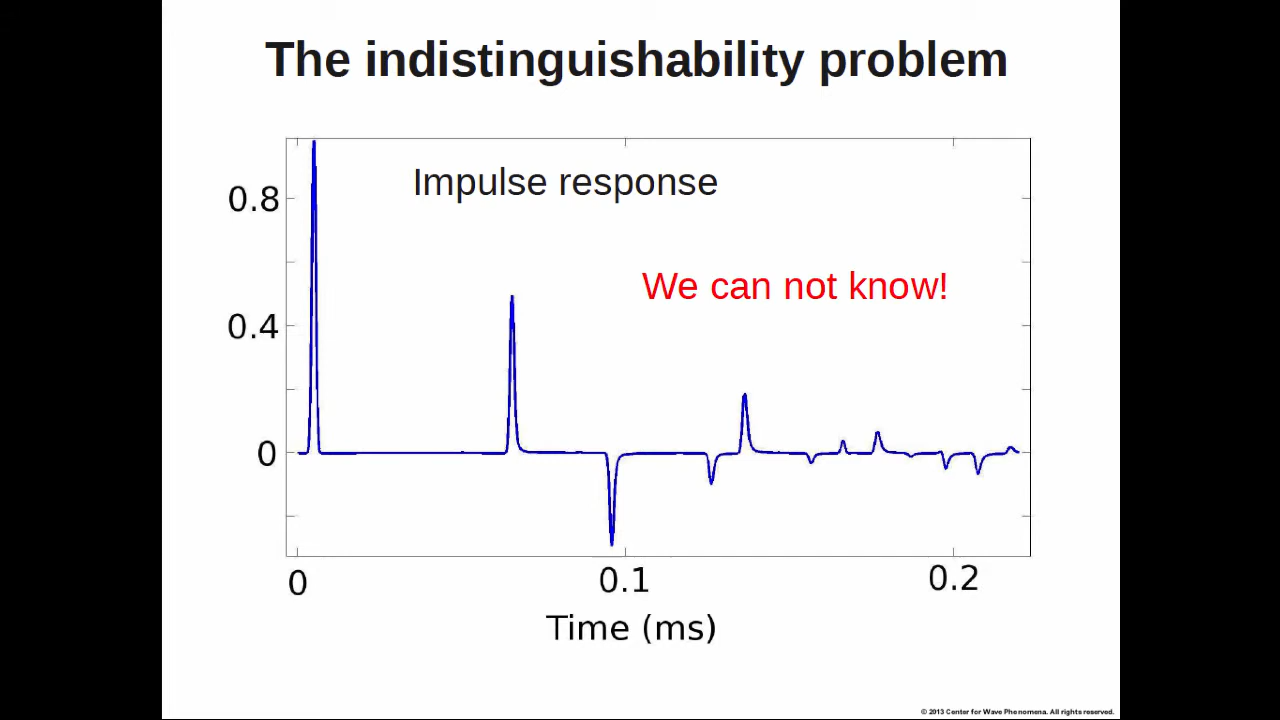 The indistinguishability problem
Impulse response
0.8
We can not know!
0.4
0
0 0.1 0.2
Time (ms)
© 2013 Center for Wave Phenomena. All rights reserved.